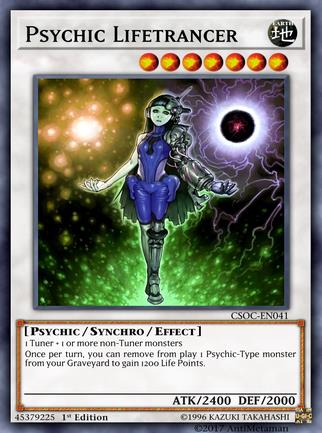 PSYCHIC LIFETRANCER
EARTH
地
CSOC-EN041
[PSYCHIC / SYNCHRO / EFFECT]
1 Tuner + 1 or more non-Tuner monsters
Once per turn, you can remove from play 1 Psychic-Type monster
from your Graveyard to gain 1200 Life Points.
ATK/2400 DEF/2000
45379225 1st Edition ©1996 KAZUKI TAKAHASHI
©2017 AntiMetaman